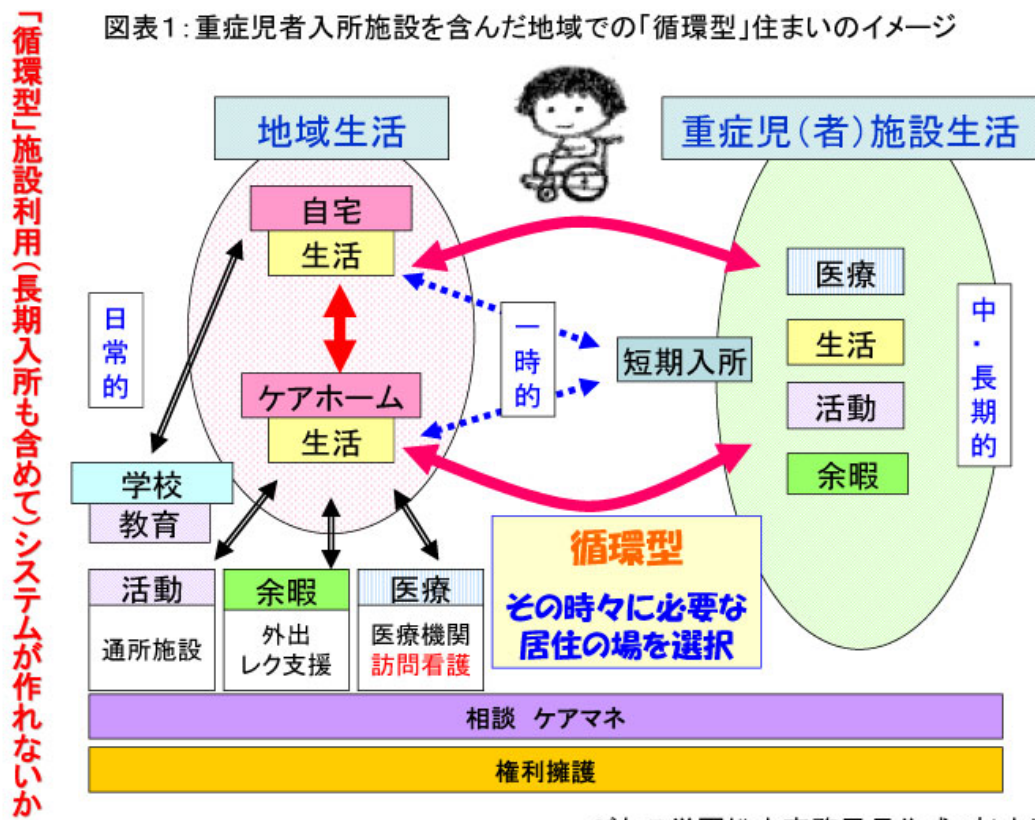 図表1：重症児者入所施設を含んだ地域での「循環型」住まいのイメージ
「循環型」施設利用（長期入所も含めて）システムが作れないか
地域生活
重症児（者）施設生活
自宅
生活
ケアホーム
生活
日常的
一時的
短期入所
医療
生活
活動
余暇
中・長期的
学校
教育
活動
通所施設
余暇
外出
レク支援
医療
医療機関
訪問看護
循環型
その時々に必要な
居住の場を選択
相談 ケアマネ
権利擁護